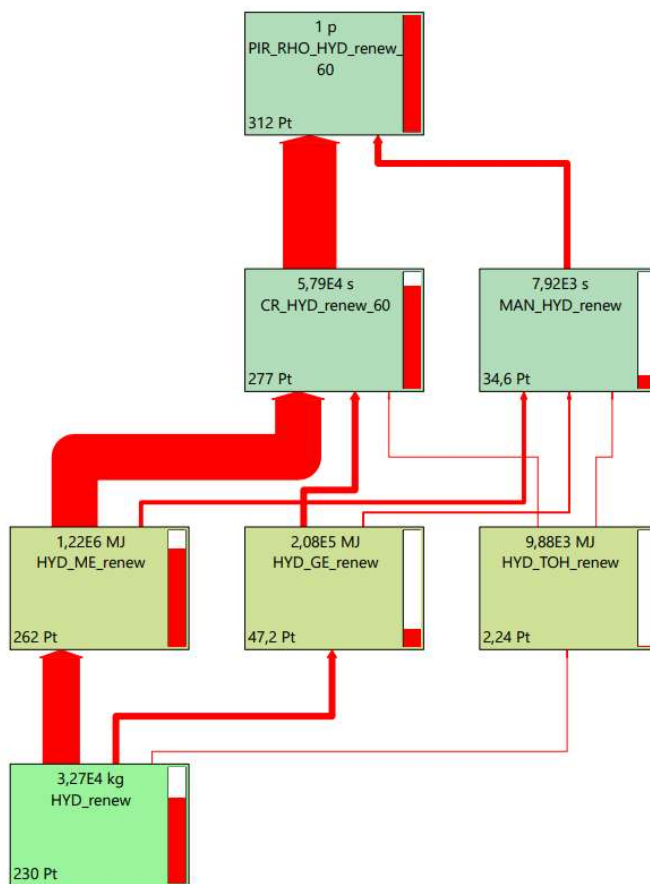 1 p
PIR_RHO_HYD_renew_
60
312 Pt
5,79E4 s
CR_HYD_renew_60
277 Pt
7,92E3 s
MAN_HYD_renew
34,6 Pt
1,22E6 MJ
HYD_ME_renew
262 Pt
2,08E5 MJ
HYD_GE_renew
47,2 Pt
9,88E3 MJ
HYD_TOH_renew
2,24 Pt
3,27E4 kg
HYD_renew
230 Pt